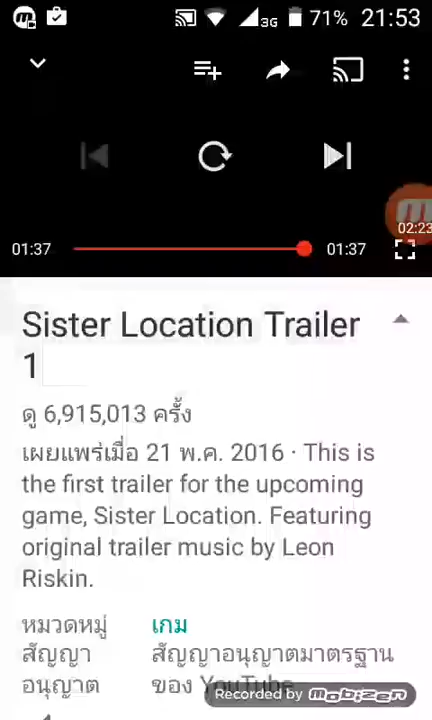 3G 71% 21:53
02:23
01:37 01:37
Sister Location Trailer
1
ดู 6,915,013 ครั้ง
เผยแพร่เมื่อ 21 พ.ค. 2016 · This is
the first trailer for the upcoming
game, Sister Location. Featuring
original trailer music by Leon
Riskin.
หมวดหมู่ เกม
สัญญา สัญญาอนุญาตมาตรฐาน
อนุญาต ของ YouTube
Recorded by mobizen